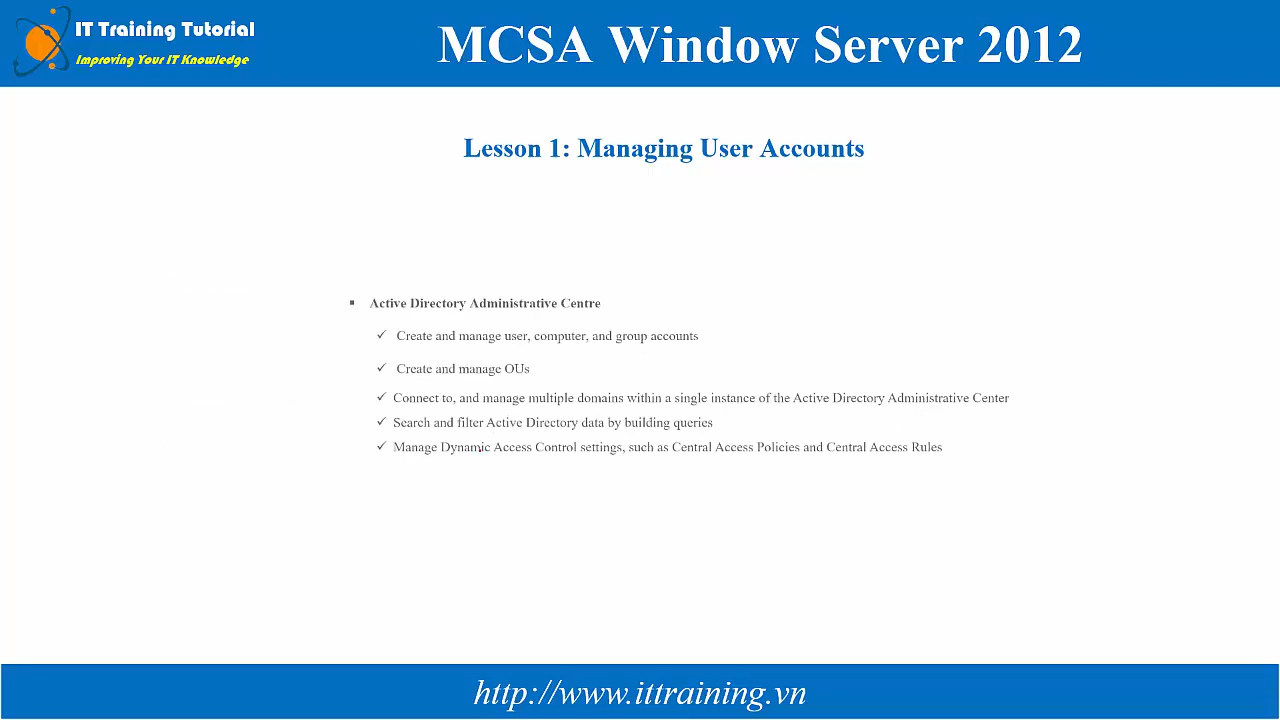 IT Training Tutorial
Improving Your IT Knowledge
MCSA Window Server 2012
Lesson 1: Managing User Accounts
▪ Active Directory Administrative Centre
✓ Create and manage user, computer, and group accounts
✓ Create and manage OUs
✓ Connect to, and manage multiple domains within a single instance of the Active Directory Administrative Center
✓ Search and filter Active Directory data by building queries
✓ Manage Dynamic Access Control settings, such as Central Access Policies and Central Access Rules
http://www.ittraining.vn